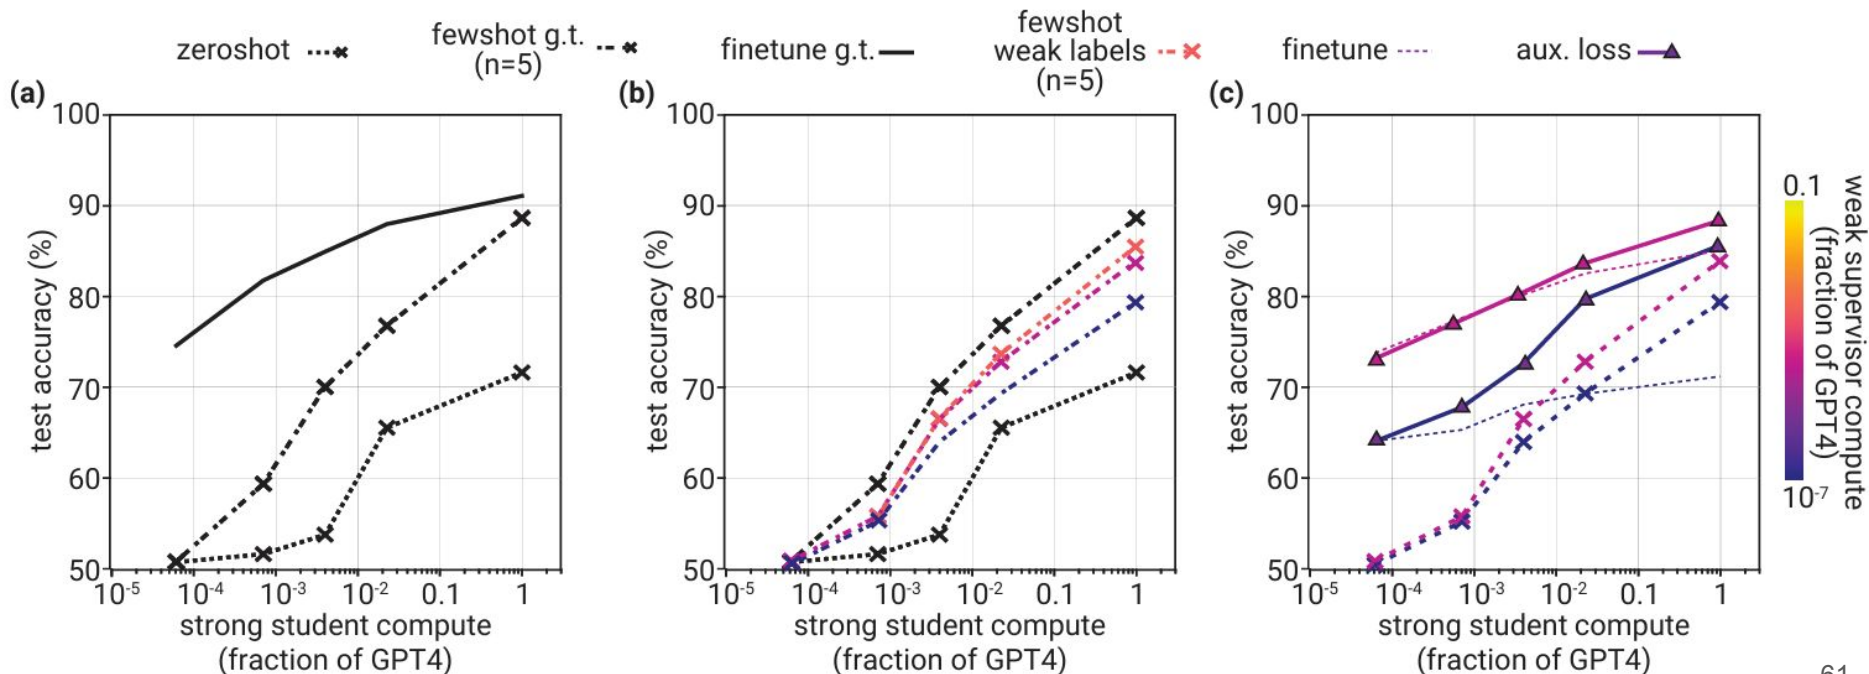 zeroshot
fewshot g.t.
(n=5)
finetune g.t.
fewshot
weak labels
(n=5)
finetune
aux. loss
(a)
100
90
80
70
60
50
test accuracy (%)
10-5
10-4
10-3
10-2
0.1
1
strong student compute
(fraction of GPT4)
(b)
100
90
80
70
60
50
test accuracy (%)
10-5
10-4
10-3
10-2
0.1
1
strong student compute
(fraction of GPT4)
(c)
100
90
80
70
60
50
test accuracy (%)
10-5
10-4
10-3
10-2
0.1
1
strong student compute
(fraction of GPT4)
0.1
10-7
weak supervisor compute
(fraction of GPT4)